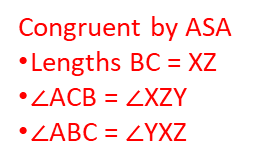 Congruent by ASA
•Lengths BC = XZ
•∠ACB = ∠XZY
•∠ABC = ∠YXZ